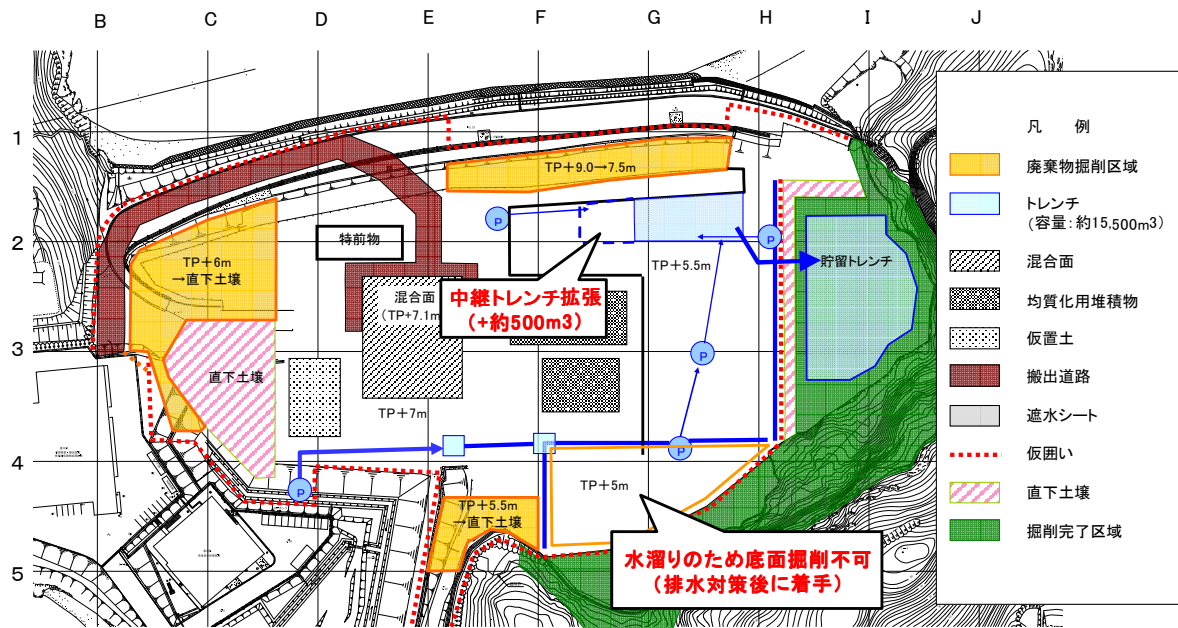 B C D E F G H I J
1
2
3
4
5
TP+9.0→7.5m
P
特前物
P
TP+6m
→直下土壌
TP+5.5m
貯留トレンチ
混合面
(TP+7.1m
中継トレンチ拡張
(+約500m3)
P
直下土壌
TP+7m
P
P
TP+5m
TP+5.5m
→直下土壌
水溜りのため底面掘削不可
(排水対策後に着手)
凡 例
廃棄物掘削区域
トレンチ
(容量:約15,500m3)
混合面
均質化用堆積物
仮置土
搬出道路
遮水シート
仮囲い
直下土壌
掘削完了区域